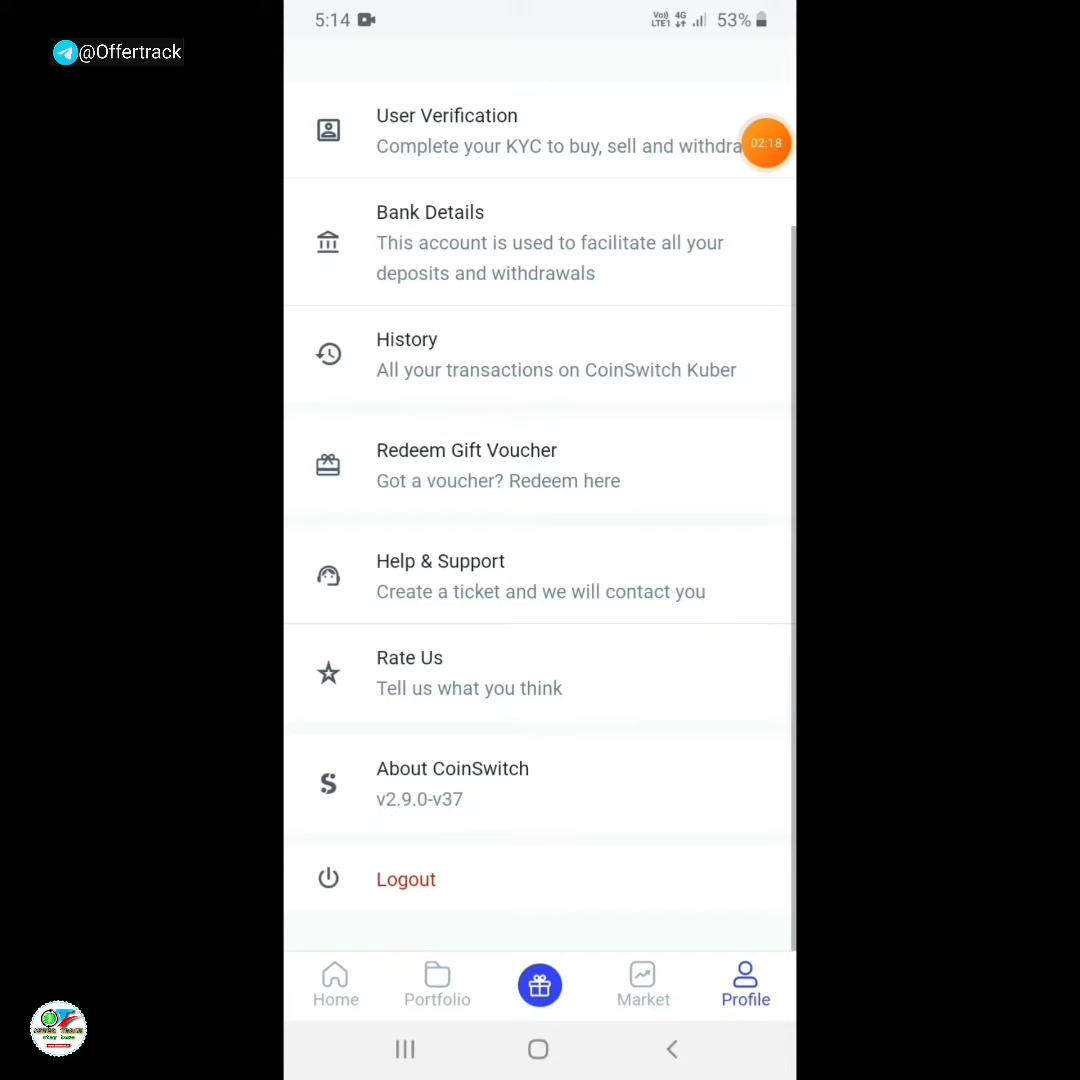 5:14
Vo)) 4G
LTE1
53%
@Offertrack
User Verification
Complete your KYC to buy, sell and withdra
02:18
Bank Details
This account is used to facilitate all your
deposits and withdrawals
History
All your transactions on CoinSwitch Kuber
Redeem Gift Voucher
Got a voucher? Redeem here
Help & Support
Create a ticket and we will contact you
Rate Us
Tell us what you think
About CoinSwitch
v2.9.0-v37
Logout
Home
Portfolio
Market
Profile